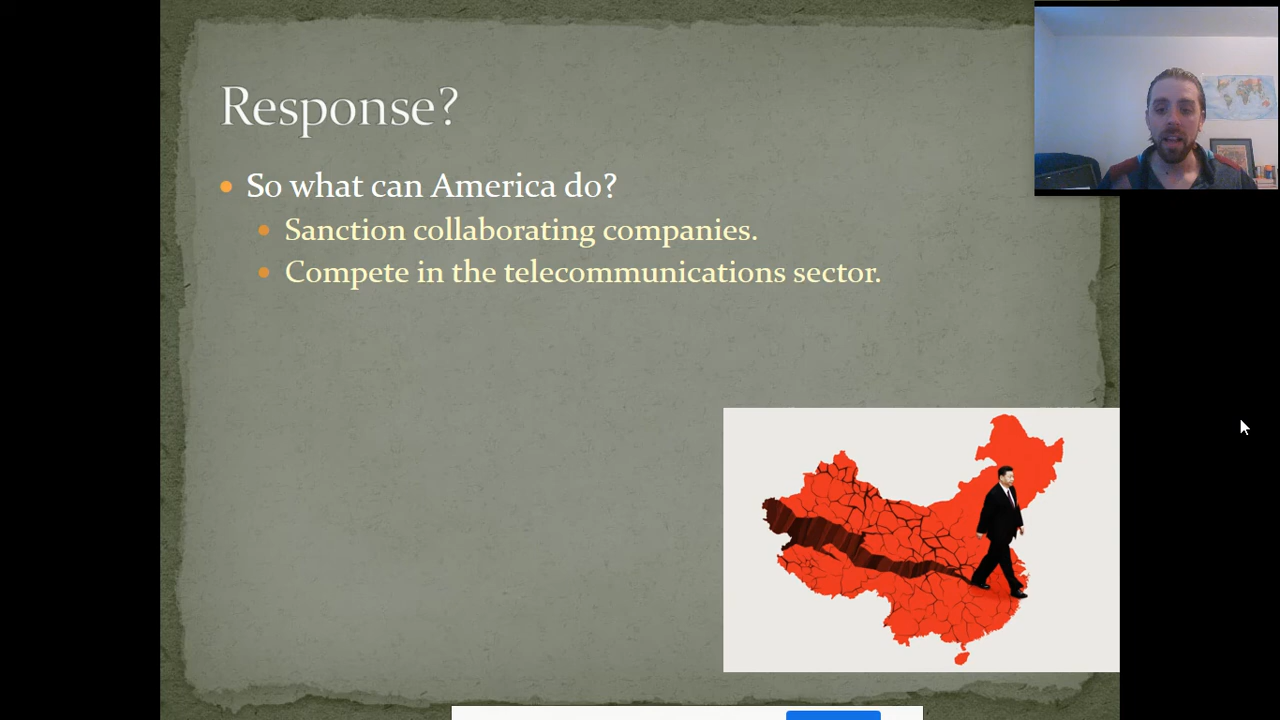 Response?
So what can America do?
Sanction collaborating companies.
Compete in the telecommunications sector.